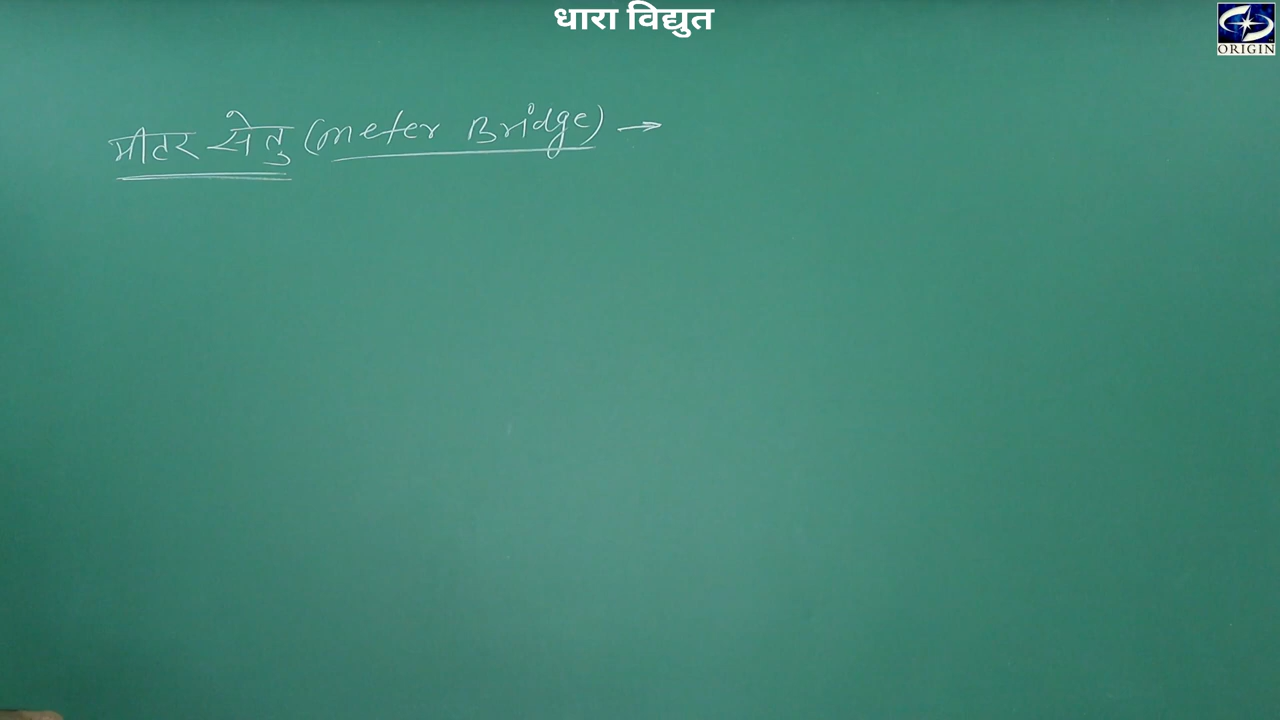 धारा विद्युत
ORIGIN
मीटर सेतु (meter Bridge) →